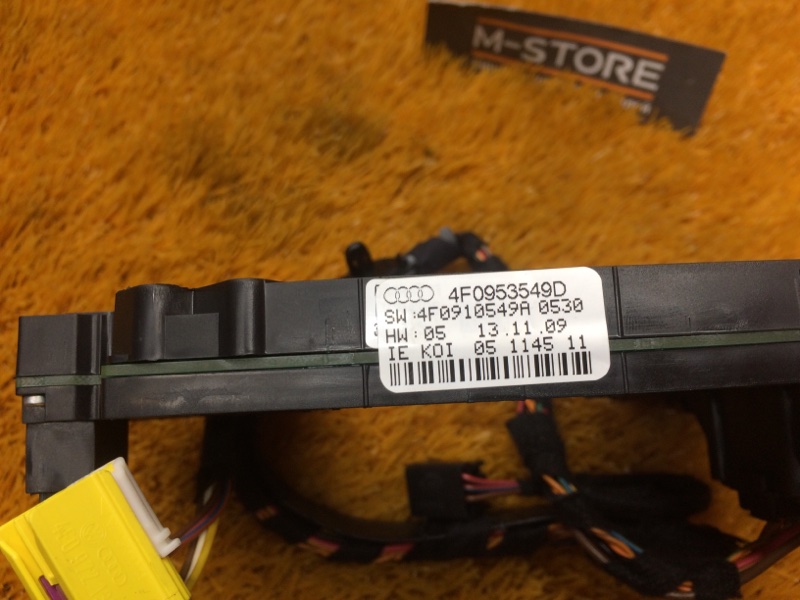 M-STORE
4F0953549D
SW:4F0910549A 0530
HW:05 13.11.09
IE KOI 05 1145 11